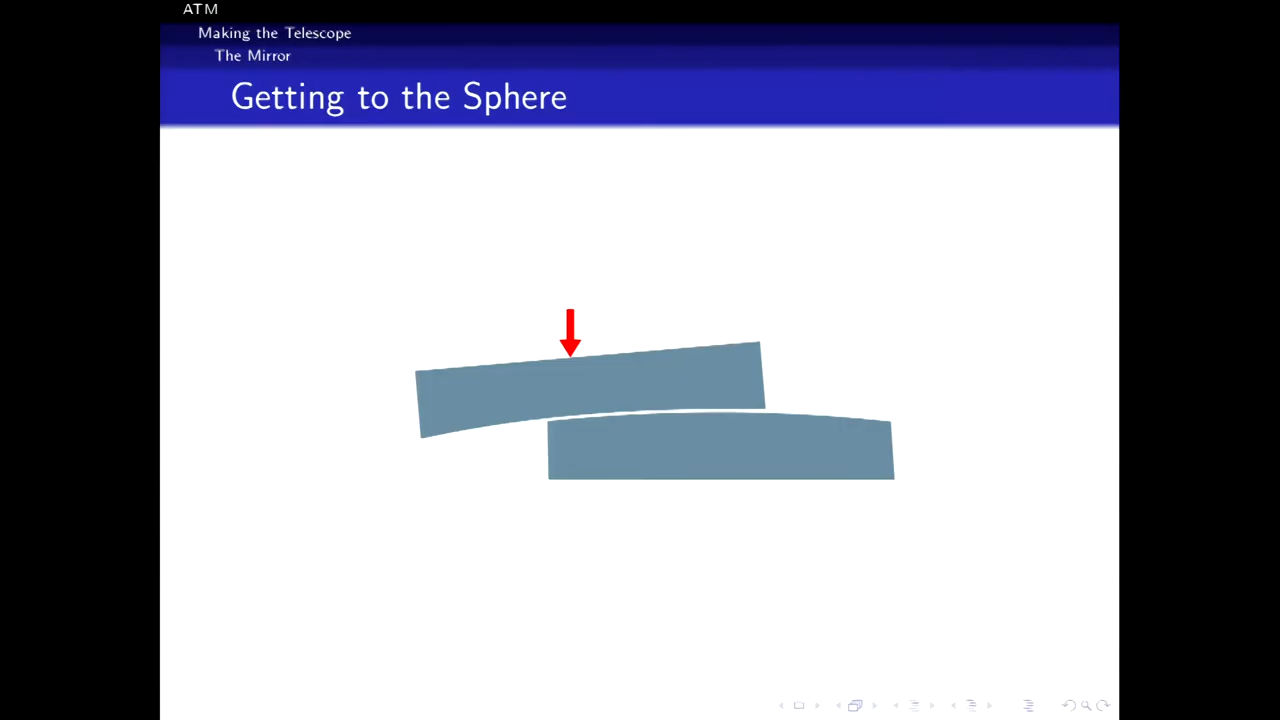 ATM
Making the Telescope
The Mirror
Getting to the Sphere